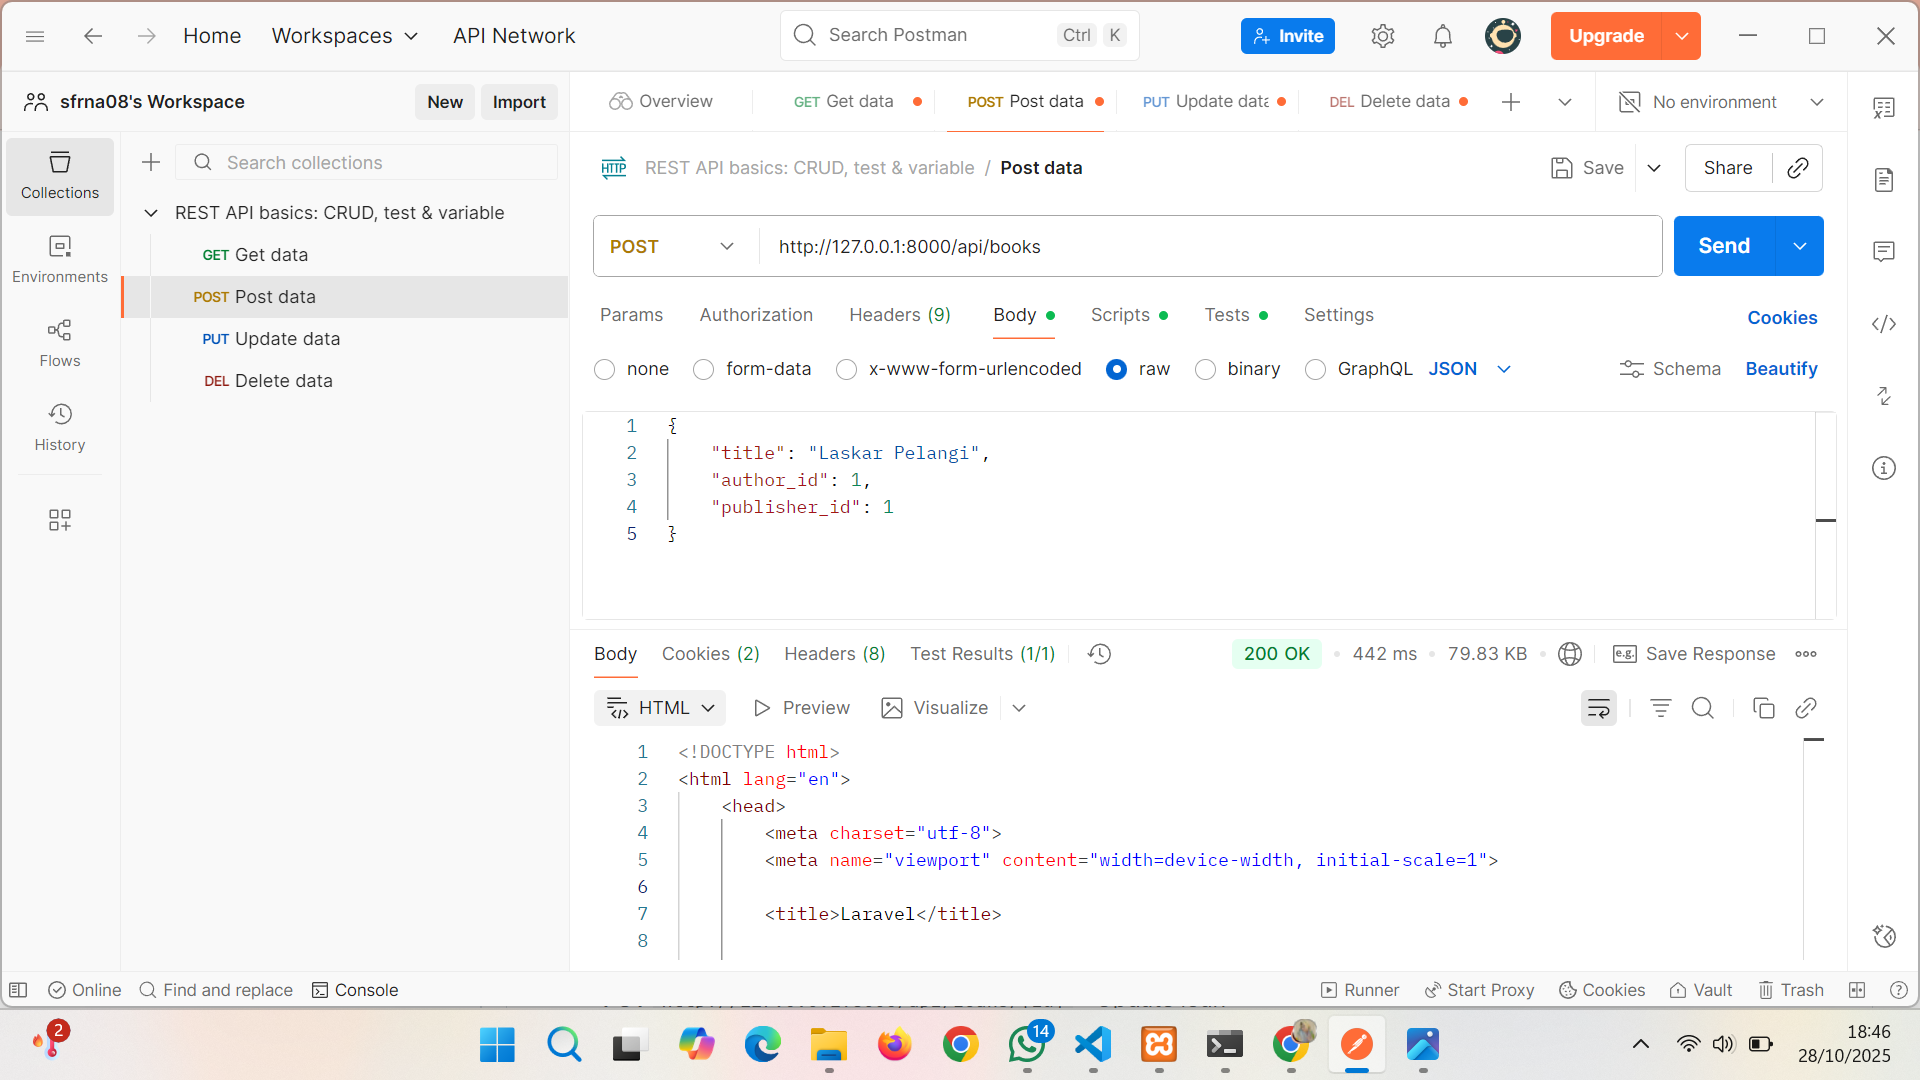 Home Workspaces API Network
Search Postman Ctrl K
Invite Upgrade
sfrna08's Workspace New Import
Overview GET Get data POST Post data PUT Update data DEL Delete data No environment
Collections
Environments
Flows
History
Search collections
REST API basics: CRUD, test & variable
GET Get data
POST Post data
PUT Update data
DEL Delete data
HTTP REST API basics: CRUD, test & variable / Post data Save Share
POST http://127.0.0.1:8000/api/books Send
Params Authorization Headers (9) Body Scripts Tests Settings Cookies
none form-data x-www-form-urlencoded raw binary GraphQL JSON Schema Beautify
1 {
2 "title": "Laskar Pelangi",
3 "author_id": 1,
4 "publisher_id": 1
5 }
Body Cookies (2) Headers (8) Test Results (1/1) 200 OK 442 ms 79.83 KB e.g. Save Response
HTML Preview Visualize
1 <!DOCTYPE html>
2 <html lang="en">
3 <head>
4 <meta charset="utf-8">
5 <meta name="viewport" content="width=device-width, initial-scale=1">
6
7 <title>Laravel</title>
8
Online Find and replace Console Runner Start Proxy Cookies Vault Trash
2
14
18:46
28/10/2025